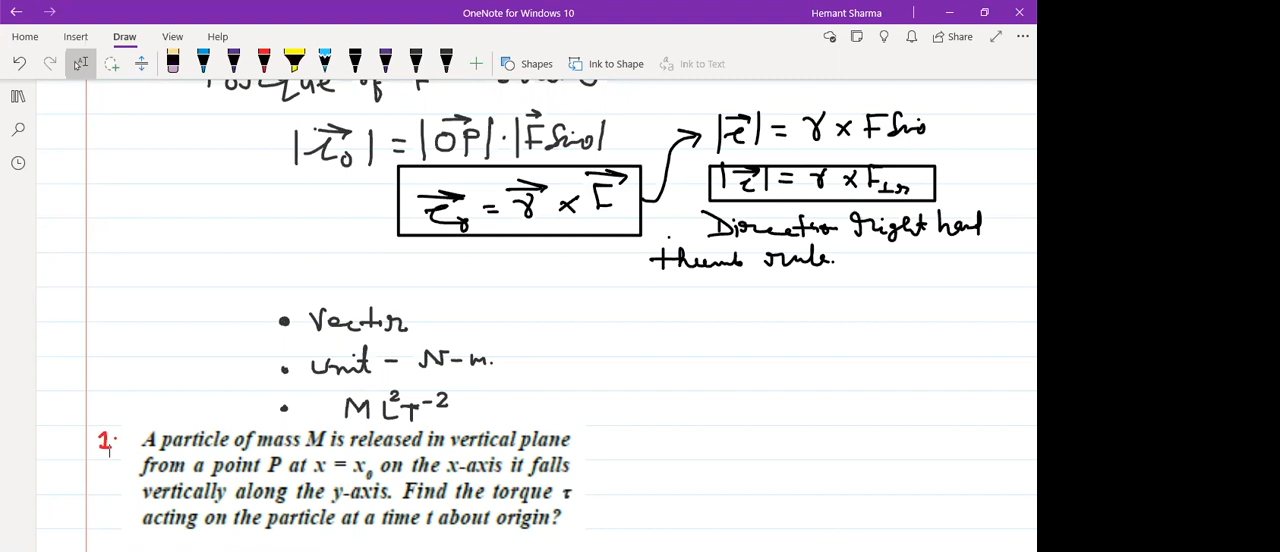 OneNote for Windows 10
Hemant Sharma
Home Insert Draw View Help
Share
Shapes Ink to Shape Ink to Text
of F
|τ₀| = |OP|·|F sinθ|
|τ| = r × F sinθ
τ₀ = r × F
|τ| = r × F⊥r
Direction right hand
thumb rule.
• Vector
• Unit - N-m.
• M L² T⁻²
1. A particle of mass M is released in vertical plane
from a point P at x = x₀ on the x-axis it falls
vertically along the y-axis. Find the torque τ
acting on the particle at a time t about origin?